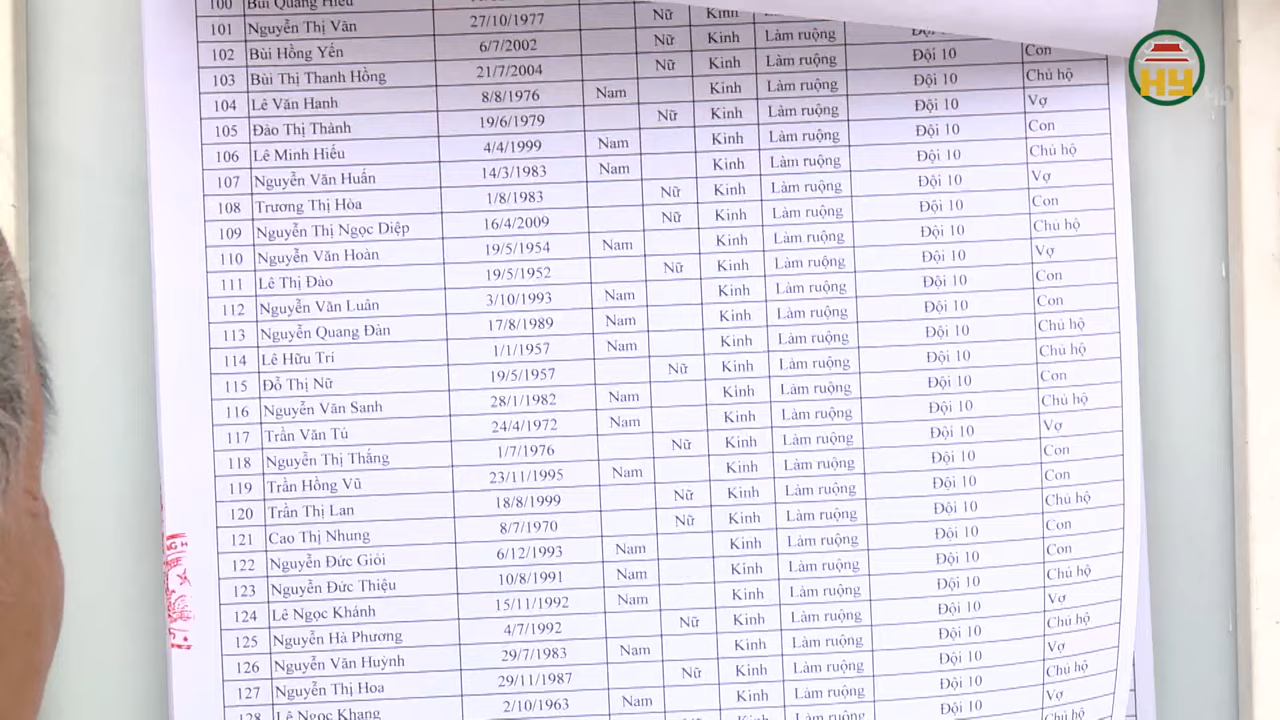 100 Bùi Quang Hiếu
101 Nguyễn Thị Vân 27/10/1977 Nữ Kinh
102 Bùi Hồng Yến 6/7/2002 Nữ Kinh Làm ruộng
103 Bùi Thị Thanh Hồng 21/7/2004 Nữ Kinh Làm ruộng Đội 10 Con
104 Lê Văn Hanh 8/8/1976 Nam Kinh Làm ruộng Đội 10 Chủ hộ
105 Đào Thị Thành 19/6/1979 Nữ Kinh Làm ruộng Đội 10 Vợ
106 Lê Minh Hiếu 4/4/1999 Nam Kinh Làm ruộng Đội 10 Con
107 Nguyễn Văn Huấn 14/3/1983 Nam Kinh Làm ruộng Đội 10 Chủ hộ
108 Trương Thị Hòa 1/8/1983 Nữ Kinh Làm ruộng Đội 10 Vợ
109 Nguyễn Thị Ngọc Diệp 16/4/2009 Nữ Kinh Làm ruộng Đội 10 Con
110 Nguyễn Văn Hoàn 19/5/1954 Nam Kinh Làm ruộng Đội 10 Chủ hộ
111 Lê Thị Đào 19/5/1952 Nữ Kinh Làm ruộng Đội 10 Vợ
112 Nguyễn Văn Luân 3/10/1993 Nam Kinh Làm ruộng Đội 10 Con
113 Nguyễn Quang Đản 17/8/1989 Nam Kinh Làm ruộng Đội 10 Con
114 Lê Hữu Trí 1/1/1957 Nam Kinh Làm ruộng Đội 10 Chủ hộ
115 Đỗ Thị Nữ 19/5/1957 Nữ Kinh Làm ruộng Đội 10 Chủ hộ
116 Nguyễn Văn Sanh 28/1/1982 Nam Kinh Làm ruộng Đội 10 Con
117 Trần Văn Tú 24/4/1972 Nam Kinh Làm ruộng Đội 10 Chủ hộ
118 Nguyễn Thị Thắng 1/7/1976 Nữ Kinh Làm ruộng Đội 10 Vợ
119 Trần Hồng Vũ 23/11/1995 Nam Kinh Làm ruộng Đội 10 Con
120 Trần Thị Lan 18/8/1999 Nữ Kinh Làm ruộng Đội 10 Con
121 Cao Thị Nhung 8/7/1970 Nữ Kinh Làm ruộng Đội 10 Chủ hộ
122 Nguyễn Đức Giỏi 6/12/1993 Nam Kinh Làm ruộng Đội 10 Con
123 Nguyễn Đức Thiệu 10/8/1991 Nam Kinh Làm ruộng Đội 10 Con
124 Lê Ngọc Khánh 15/11/1992 Nam Kinh Làm ruộng Đội 10 Chủ hộ
125 Nguyễn Hà Phương 4/7/1992 Nữ Kinh Làm ruộng Đội 10 Vợ
126 Nguyễn Văn Huỳnh 29/7/1983 Nam Kinh Làm ruộng Đội 10 Chủ hộ
127 Nguyễn Thị Hoa 29/11/1987 Nữ Kinh Làm ruộng Đội 10 Vợ
128 Lê Ngọc Khang 2/10/1963 Nam Kinh Làm ruộng Đội 10 Chủ hộ
Kinh Làm ruộng Đội 10 Vợ
Chủ hộ
HY